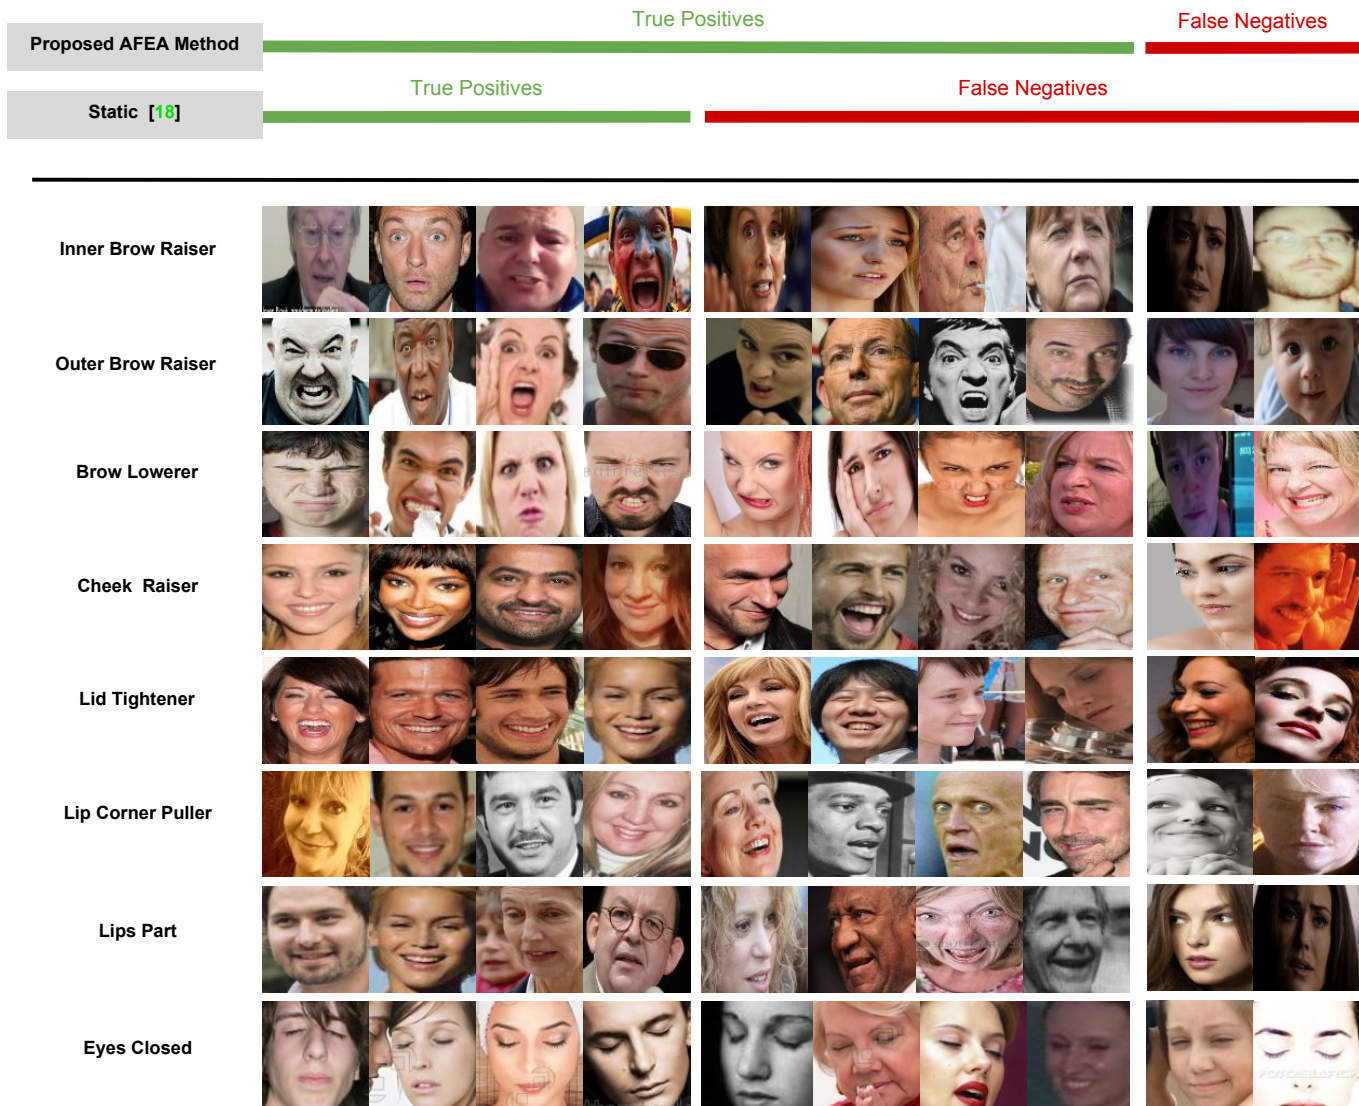 True Positives
False Negatives
Proposed AFEA Method
True Positives
False Negatives
Static [18]
Inner Brow Raiser
Outer Brow Raiser
Brow Lowerer
Cheek Raiser
Lid Tightener
Lip Corner Puller
Lips Part
Eyes Closed